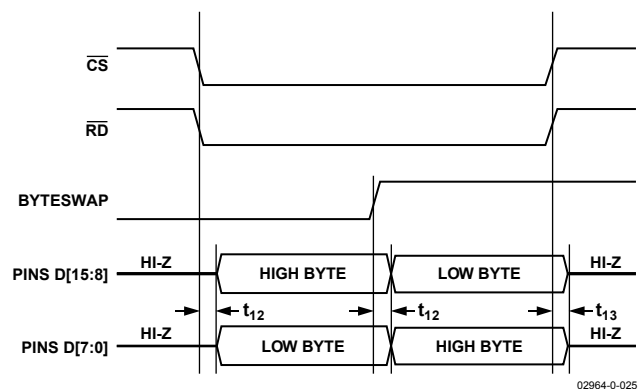 CS
RD
BYTESWAP
HI-Z HIGH BYTE LOW BYTE HI-Z
PINS D[15:8]
t12 t12 t13
HI-Z LOW BYTE HIGH BYTE HI-Z
PINS D[7:0]
02964-0-025